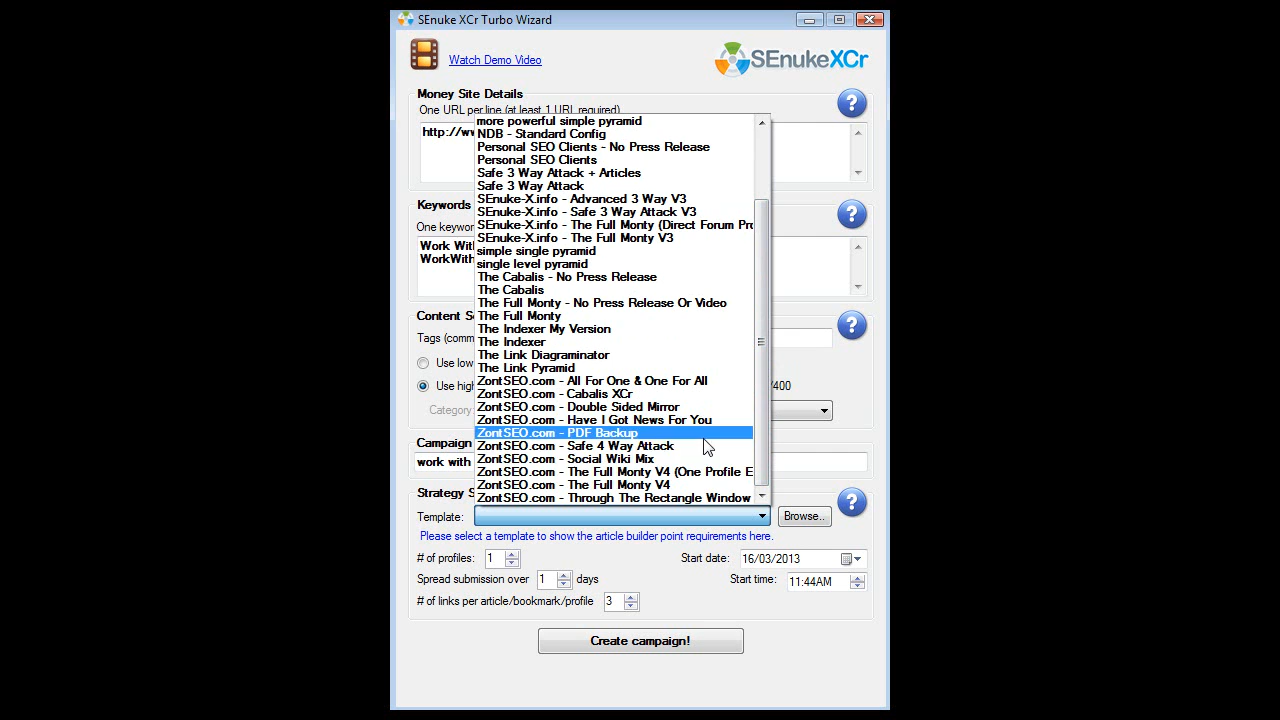 SEnuke XCr Turbo Wizard
Watch Demo Video
SEnukeXCr
Money Site Details
One URL per line (at least 1 URL required)
?
http://w
more powerful simple pyramid
NDB - Standard Config
Personal SEO Clients - No Press Release
Personal SEO Clients
Safe 3 Way Attack + Articles
Safe 3 Way Attack
SEnuke-X.info - Advanced 3 Way V3
SEnuke-X.info - Safe 3 Way Attack V3
SEnuke-X.info - The Full Monty (Direct Forum Pr
SEnuke-X.info - The Full Monty V3
simple single pyramid
single level pyramid
The Cabalis - No Press Release
The Cabalis
The Full Monty - No Press Release Or Video
The Full Monty
The Indexer My Version
The Indexer
The Link Diagraminator
The Link Pyramid
ZontSEO.com - All For One & One For All
ZontSEO.com - Cabalis XCr
ZontSEO.com - Double Sided Mirror
ZontSEO.com - Have I Got News For You
ZontSEO.com - PDF Backup
ZontSEO.com - Safe 4 Way Attack
ZontSEO.com - Social Wiki Mix
ZontSEO.com - The Full Monty V4 (One Profile E
ZontSEO.com - The Full Monty V4
ZontSEO.com - Through The Rectangle Window
Keywords
?
One keywor
Work Wit
WorkWith
Content S
?
Tags (comm
Use low
Use high
/400
Category:
Campaign
work with
Strategy S
?
Template:
Browse..
Please select a template to show the article builder point requirements here.
# of profiles: 1
Start date: 16/03/2013
Spread submission over 1 days
Start time: 11:44AM
# of links per article/bookmark/profile 3
Create campaign!